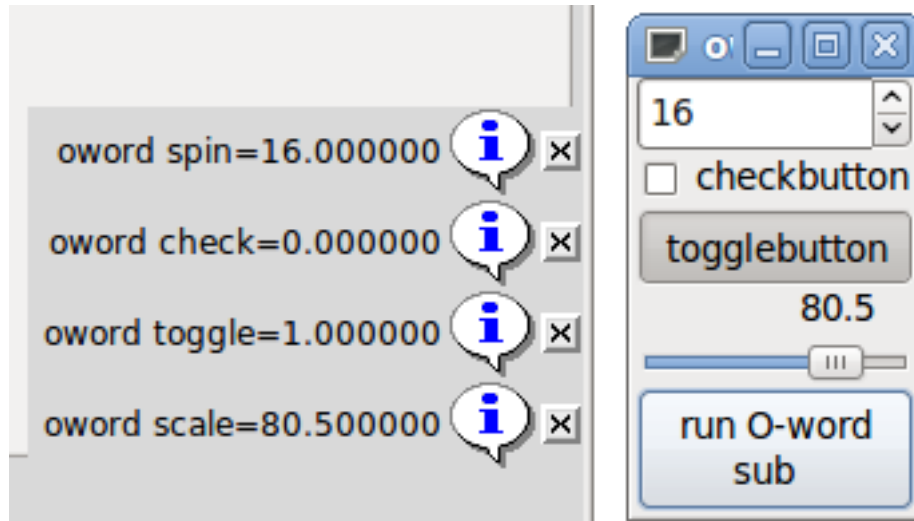 oword spin=16.000000
oword check=0.000000
oword toggle=1.000000
oword scale=80.500000
16
checkbutton
togglebutton
80.5
run O-word
sub